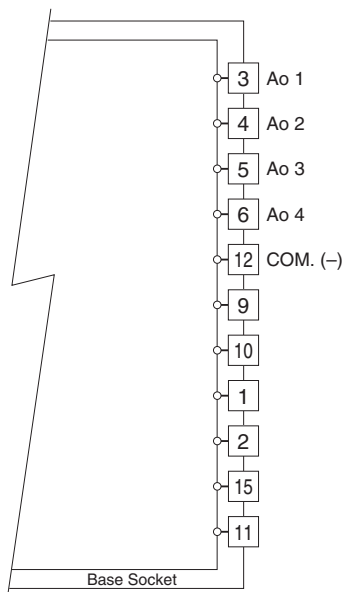 3 Ao 1
4 Ao 2
5 Ao 3
6 Ao 4
12 COM. (–)
9
10
1
2
15
11
Base Socket